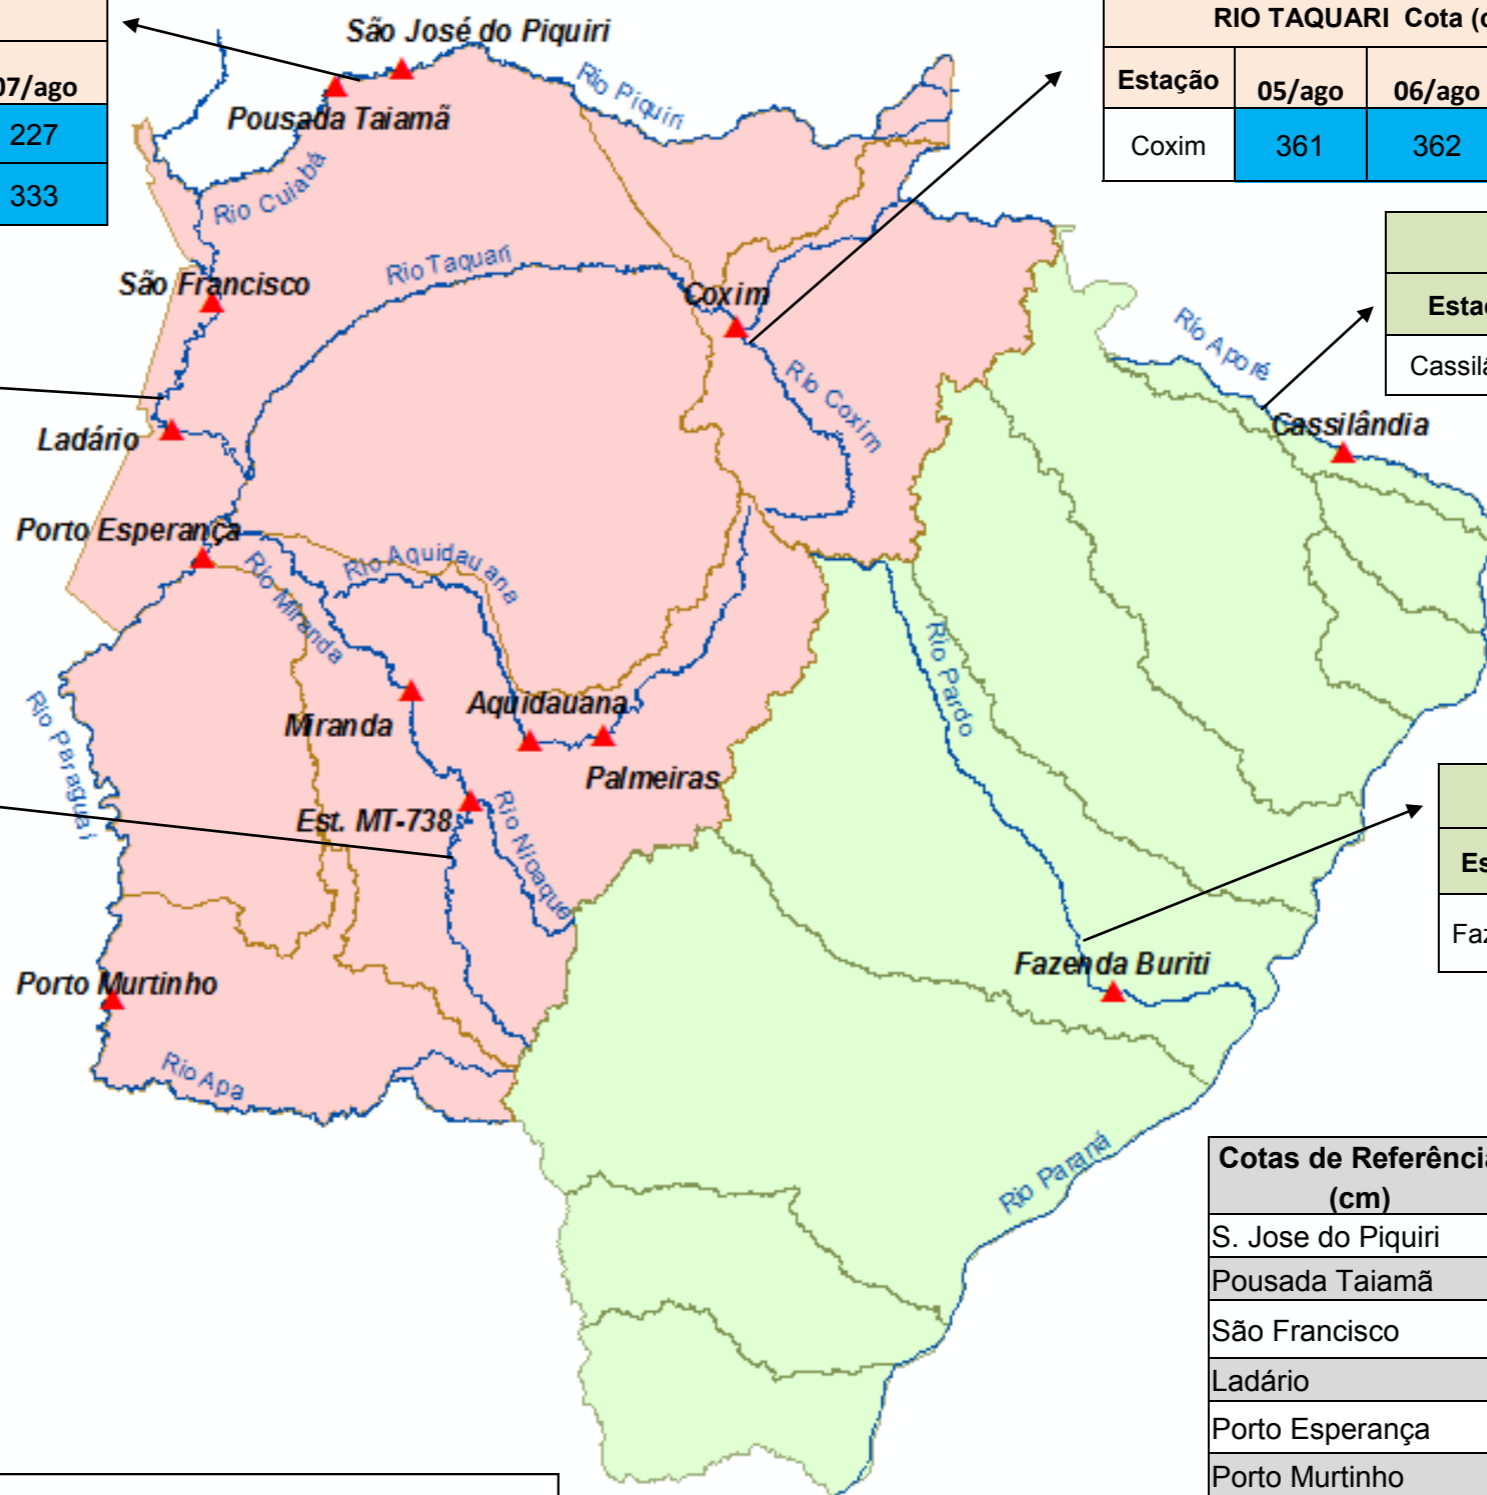 07/ago
227
333
RIO TAQUARI Cota (c
Estação 05/ago 06/ago
Coxim 361 362
São José do Piquiri
Pousada Taiamã
Rio Piquiri
Rio Cuiabá
São Francisco
Rio Taquari
Coxim
Rio Coxim
Rio Aporé
Cassilândia
Esta
Cassilâ
Ladário
Porto Esperança
Rio Miranda
Rio Aquidauana
Rio Pardo
Rio Paraguai
Miranda
Aquidauana
Palmeiras
Est. MT-738
Rio Nioaque
Es
Faz
Fazenda Buriti
Porto Murtinho
Rio Apa
Rio Paraná
Cotas de Referência
(cm)
S. Jose do Piquiri
Pousada Taiamã
São Francisco
Ladário
Porto Esperança
Porto Murtinho